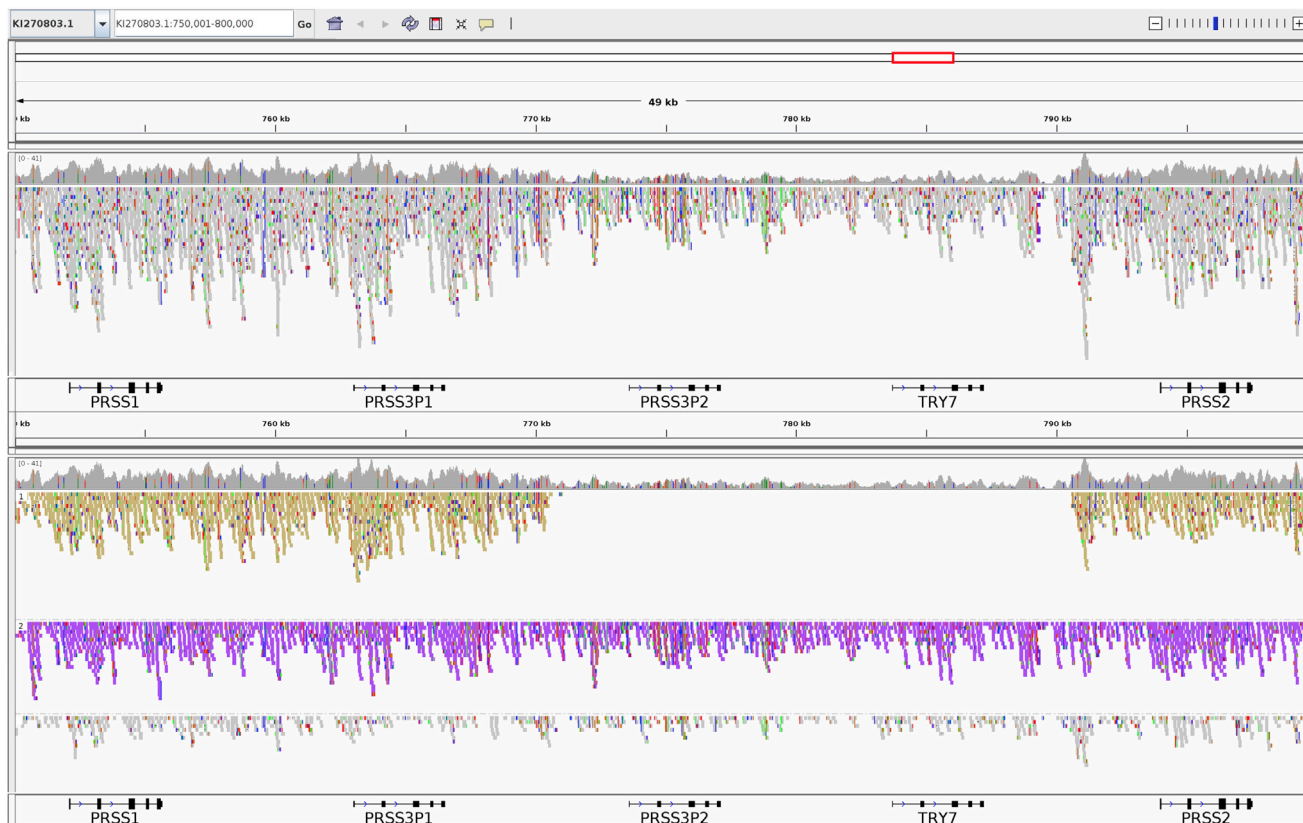 KI270803.1 KI270803.1:750,001-800,000 Go
49 kb
kb 760 kb 770 kb 780 kb 790 kb
[0 - 41]
PRSS1 PRSS3P1 PRSS3P2 TRY7 PRSS2
kb 760 kb 770 kb 780 kb 790 kb
[0 - 41]
1
2
PRSS1 PRSS3P1 PRSS3P2 TRY7 PRSS2